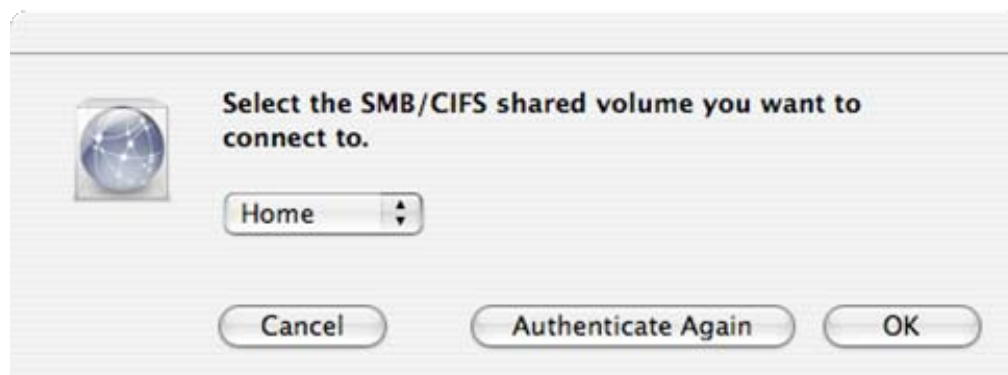 Select the SMB/CIFS shared volume you want to
connect to.
Home
Cancel Authenticate Again OK